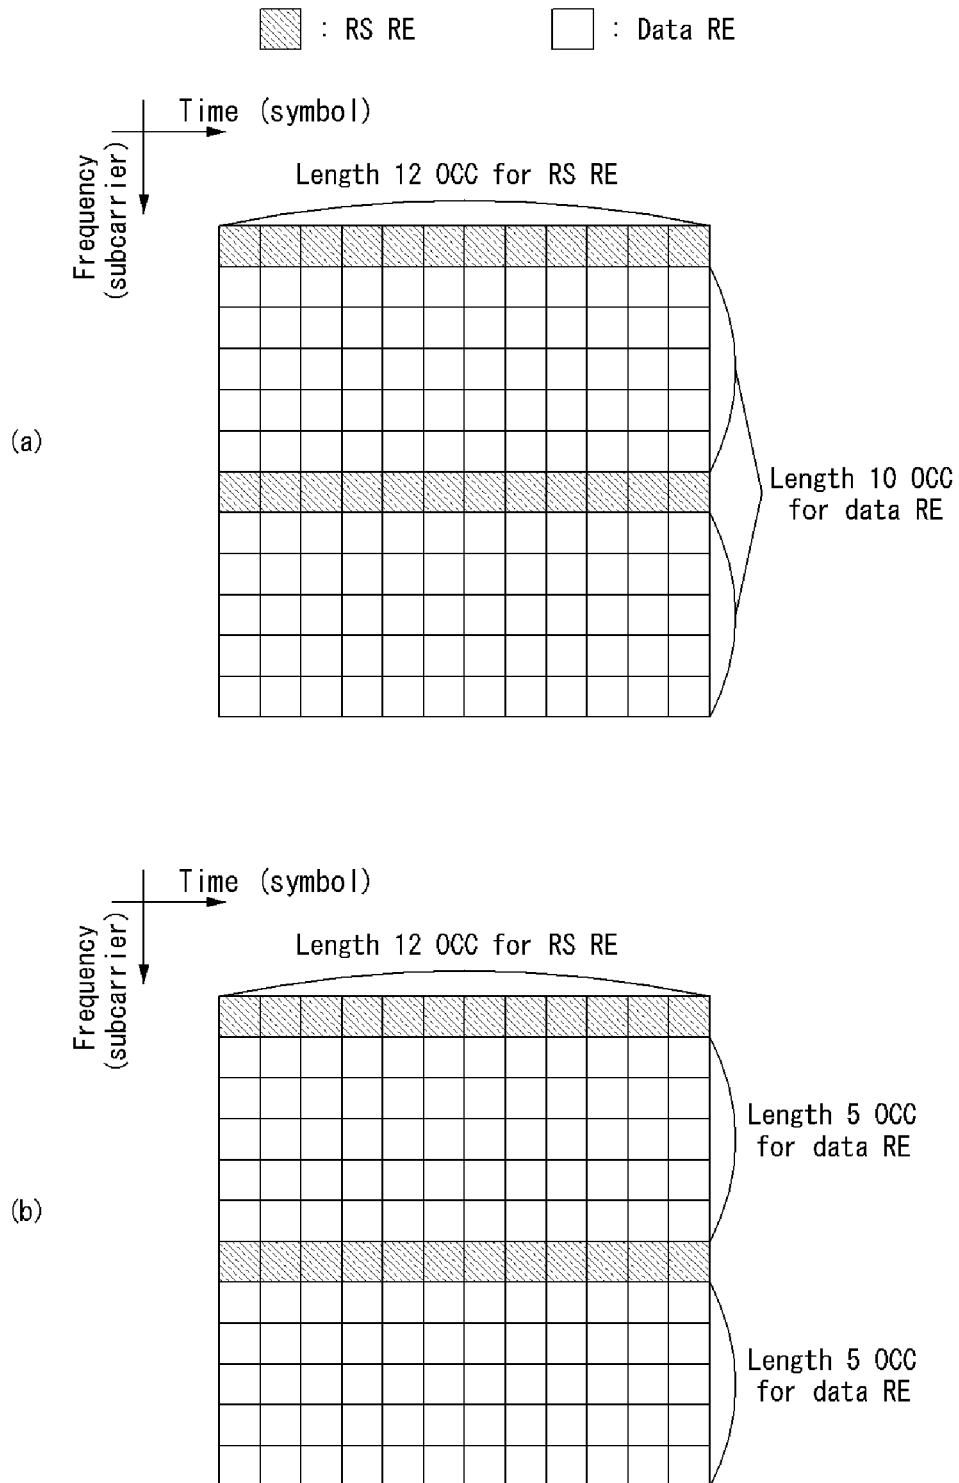 : RS RE
: Data RE
Time (symbol)
Frequency
(subcarrier)
Length 12 OCC for RS RE
(a)
Length 10 OCC
for data RE
Time (symbol)
Frequency
(subcarrier)
Length 12 OCC for RS RE
Length 5 OCC
for data RE
(b)
Length 5 OCC
for data RE